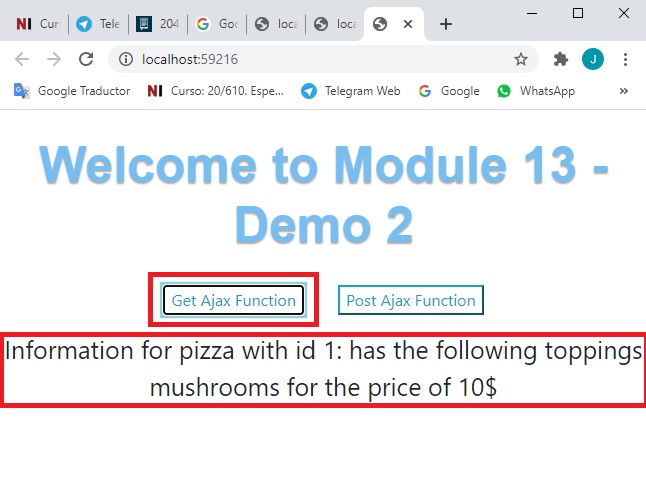 NI Cur
Tele
204
Goo
loca
loca
localhost:59216
J
Google Traductor
NI Curso: 20/610. Espe...
Telegram Web
Google
WhatsApp
»
Welcome to Module 13 -
Demo 2
Get Ajax Function
Post Ajax Function
Information for pizza with id 1: has the following toppings
mushrooms for the price of 10$